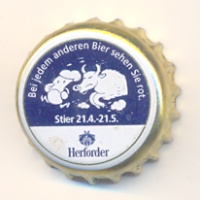 Bei jedem anderen Bier sehen Sie rot.
Stier 21.4.-21.5.
Herforder